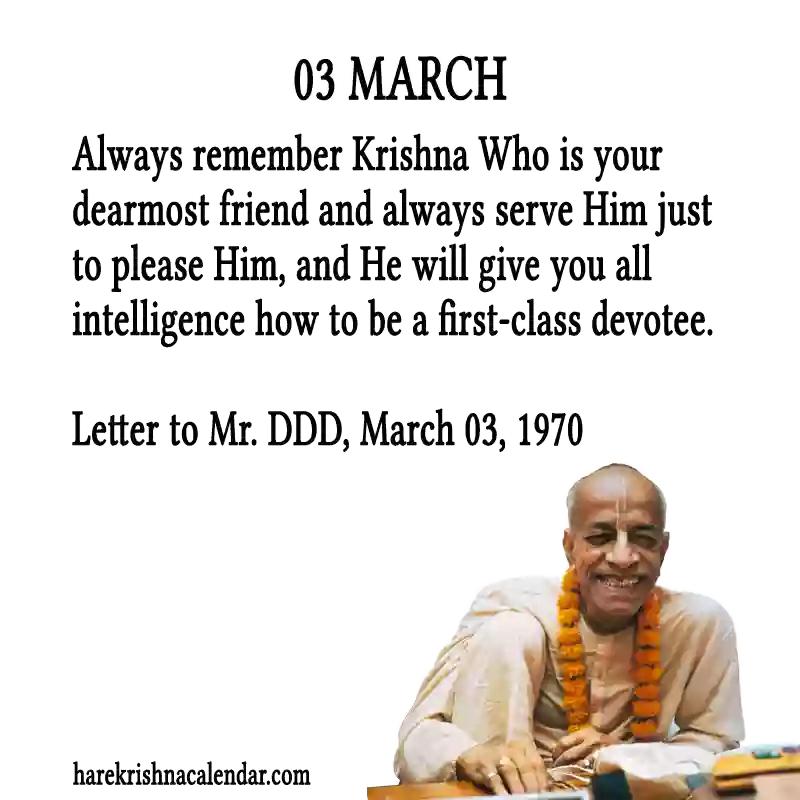 03 MARCH
Always remember Krishna Who is your
dearmost friend and always serve Him just
to please Him, and He will give you all
intelligence how to be a first-class devotee.
Letter to Mr. DDD, March 03, 1970
harekrishnacalendar.com